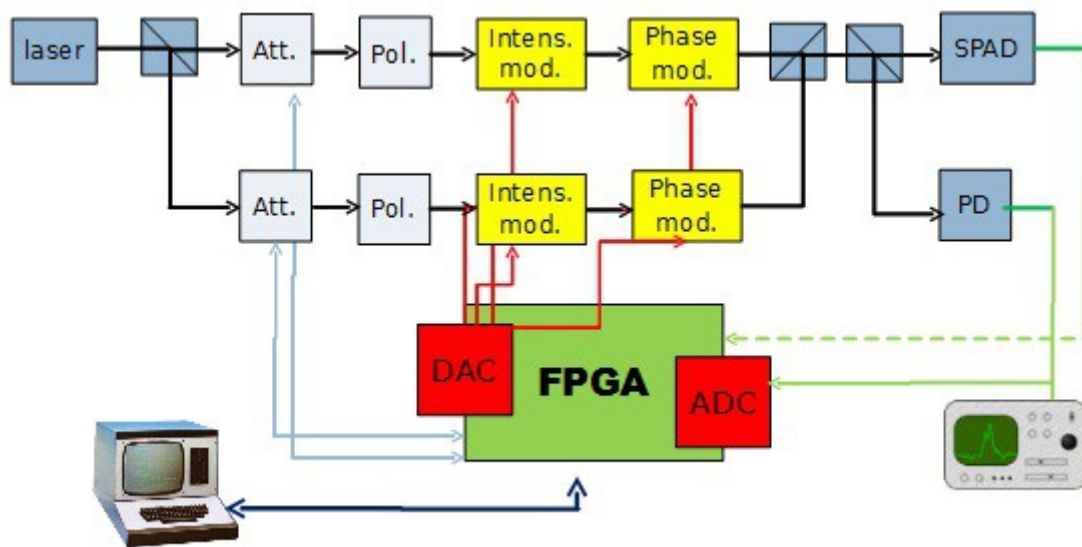 laser
Att.
Pol.
Intens.
mod.
Phase
mod.
SPAD
Att.
Pol.
Intens.
mod.
Phase
mod.
PD
DAC
FPGA
ADC